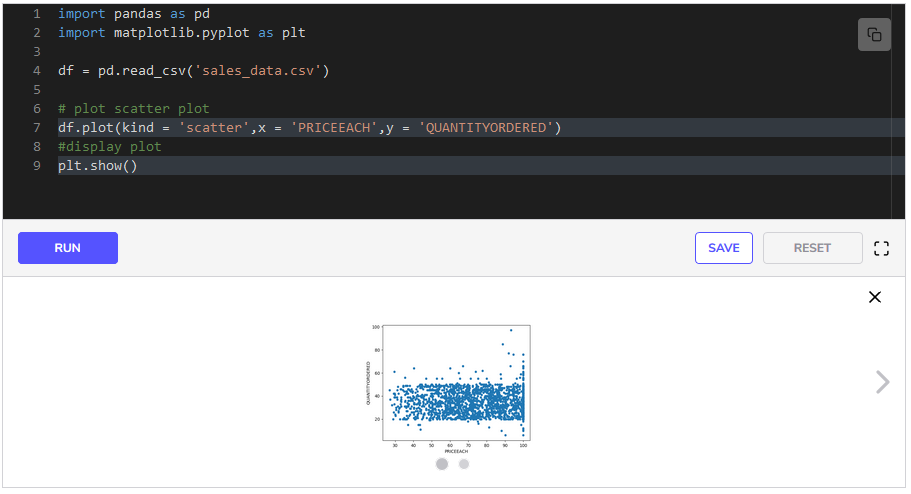 1 import pandas as pd
2 import matplotlib.pyplot as plt
3
4 df = pd.read_csv('sales_data.csv')
5
6 # plot scatter plot
7 df.plot(kind = 'scatter',x = 'PRICEEACH',y = 'QUANTITYORDERED')
8 #display plot
9 plt.show()
RUN
SAVE
RESET
100
80
60
40
20
QUANTITYORDERED
30 40 50 60 70 80 90 100
PRICEEACH